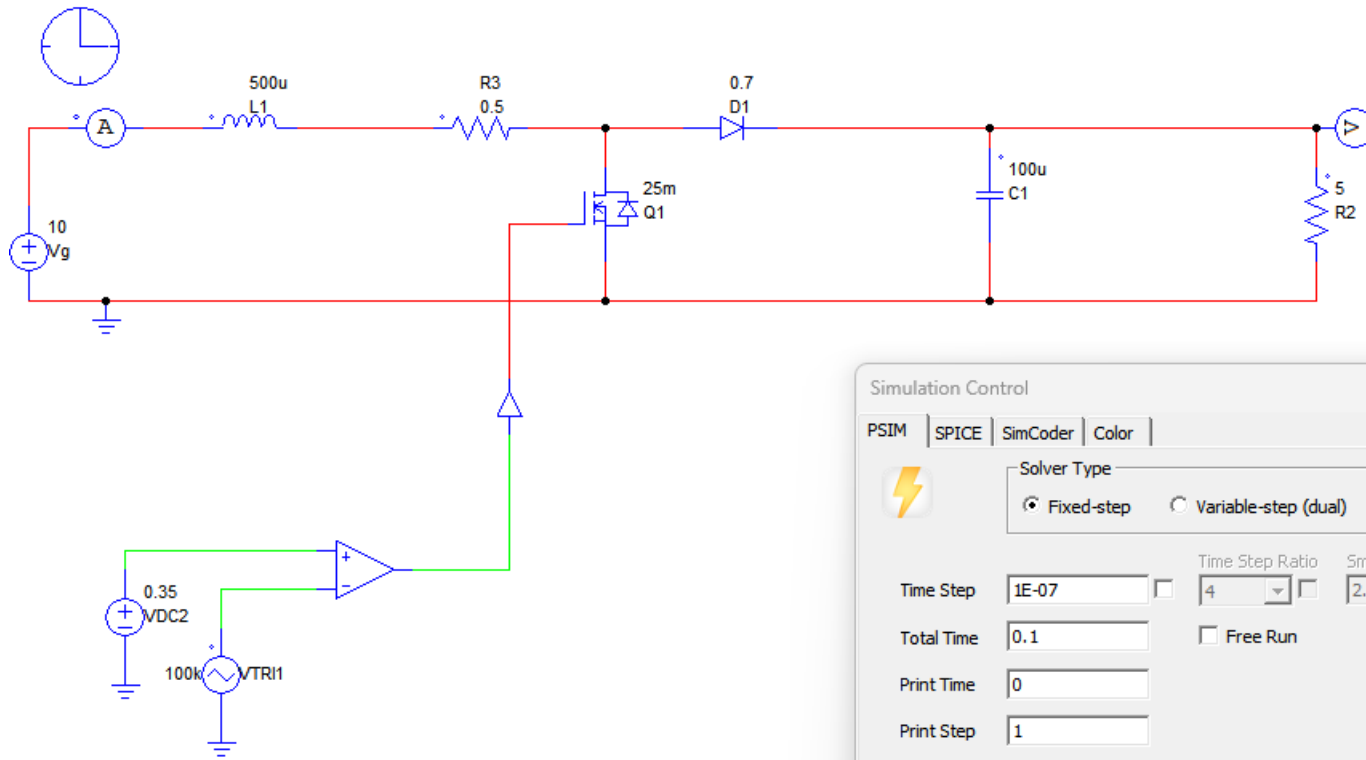 500u
L1
R3
0.5
0.7
D1
A
V
10
Vg
25m
Q1
100u
C1
5
R2
0.35
VDC2
100k
VTRI1
Simulation Control
PSIM
SPICE
SimCoder
Color
Solver Type
Fixed-step
Variable-step (dual)
Time Step
1E-07
Time Step Ratio
4
Sm
2.
Total Time
0.1
Free Run
Print Time
0
Print Step
1